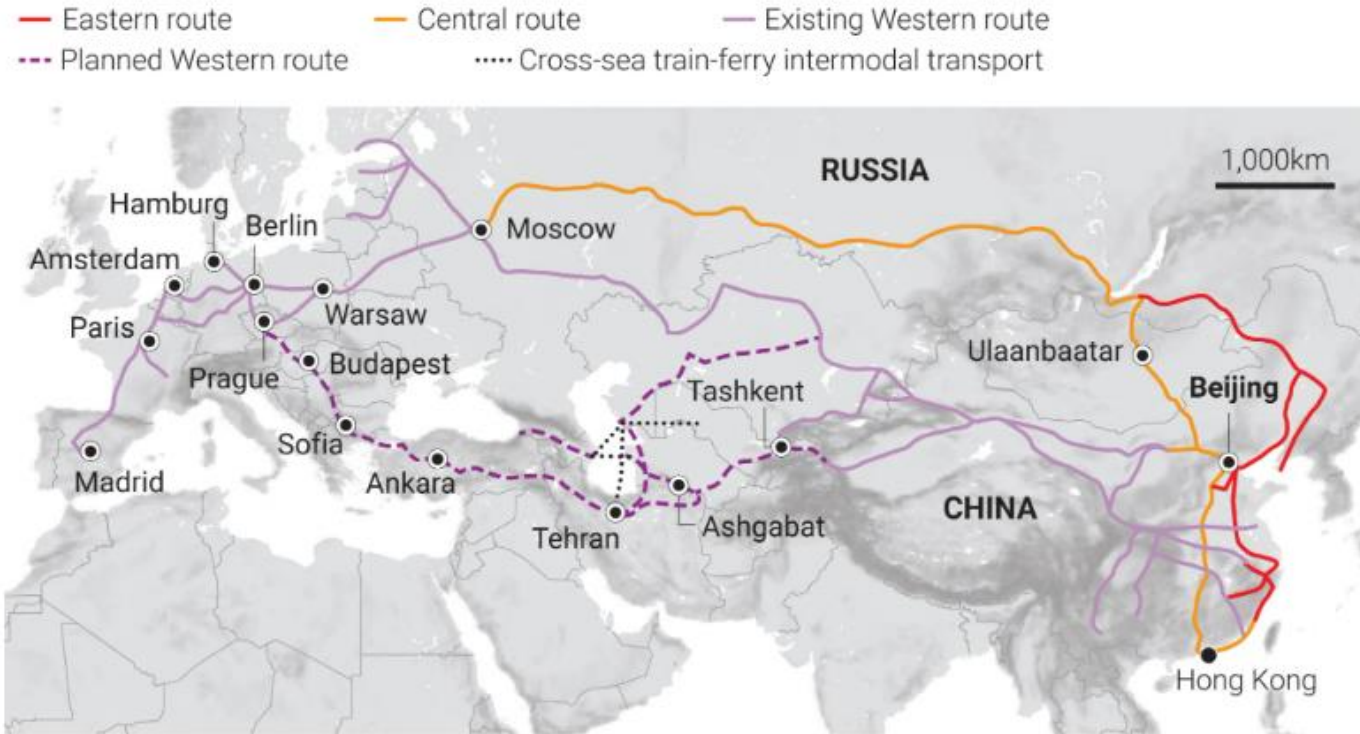 Eastern route
Central route
Existing Western route
Planned Western route
Cross-sea train-ferry intermodal transport
RUSSIA
1,000km
Hamburg
Berlin
Moscow
Amsterdam
Warsaw
Paris
Budapest
Prague
Ulaanbaatar
Tashkent
Beijing
Sofia
Madrid
Ankara
CHINA
Tehran
Ashgabat
Hong Kong